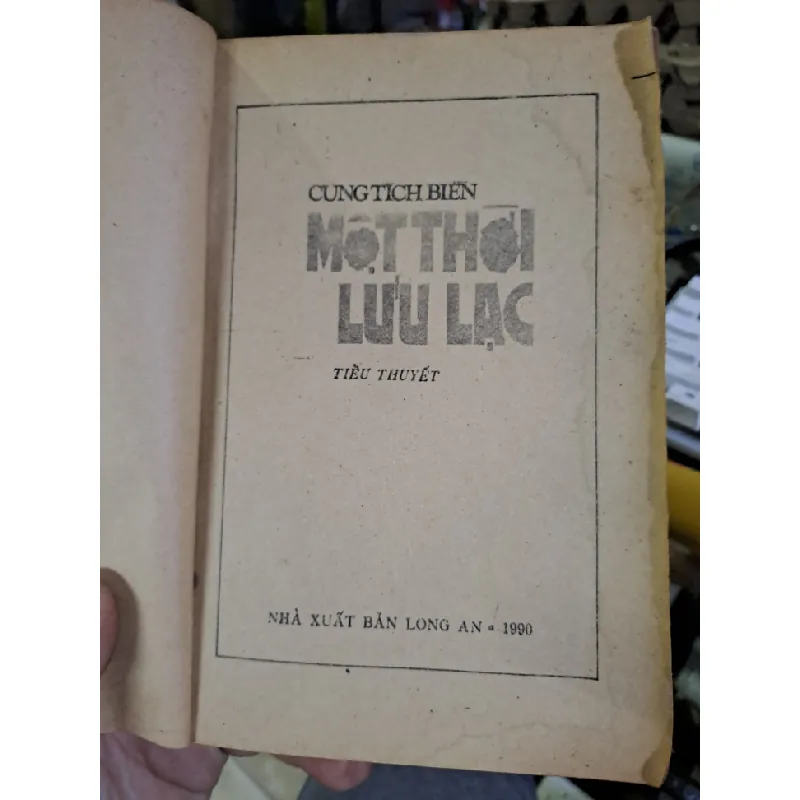 CUNG TÍCH BIỀN
MỘT THỜI
LƯU LẠC
TIỂU THUYẾT
NHÀ XUẤT BẢN LONG AN - 1990